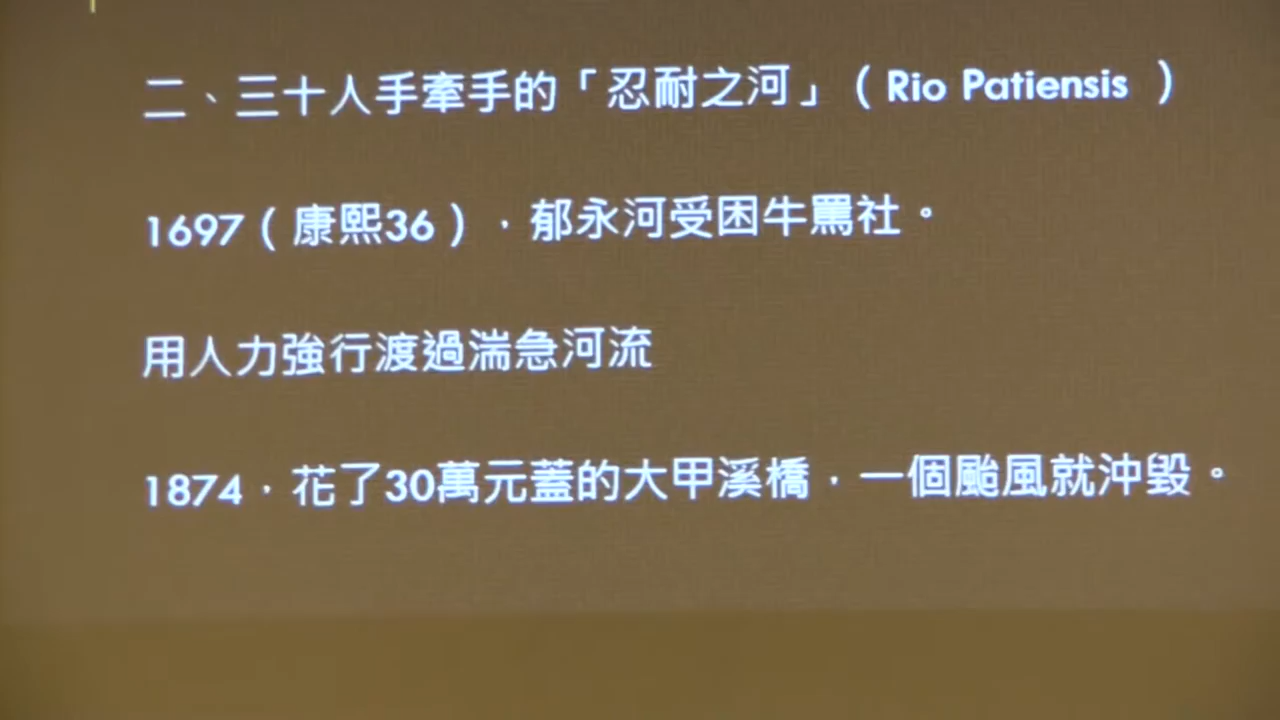 二、三十人手牽手的「忍耐之河」（Rio Patiensis ）
1697（康熙36），郁永河受困牛罵社。
用人力強行渡過湍急河流
1874，花了30萬元蓋的大甲溪橋，一個颱風就沖毀。